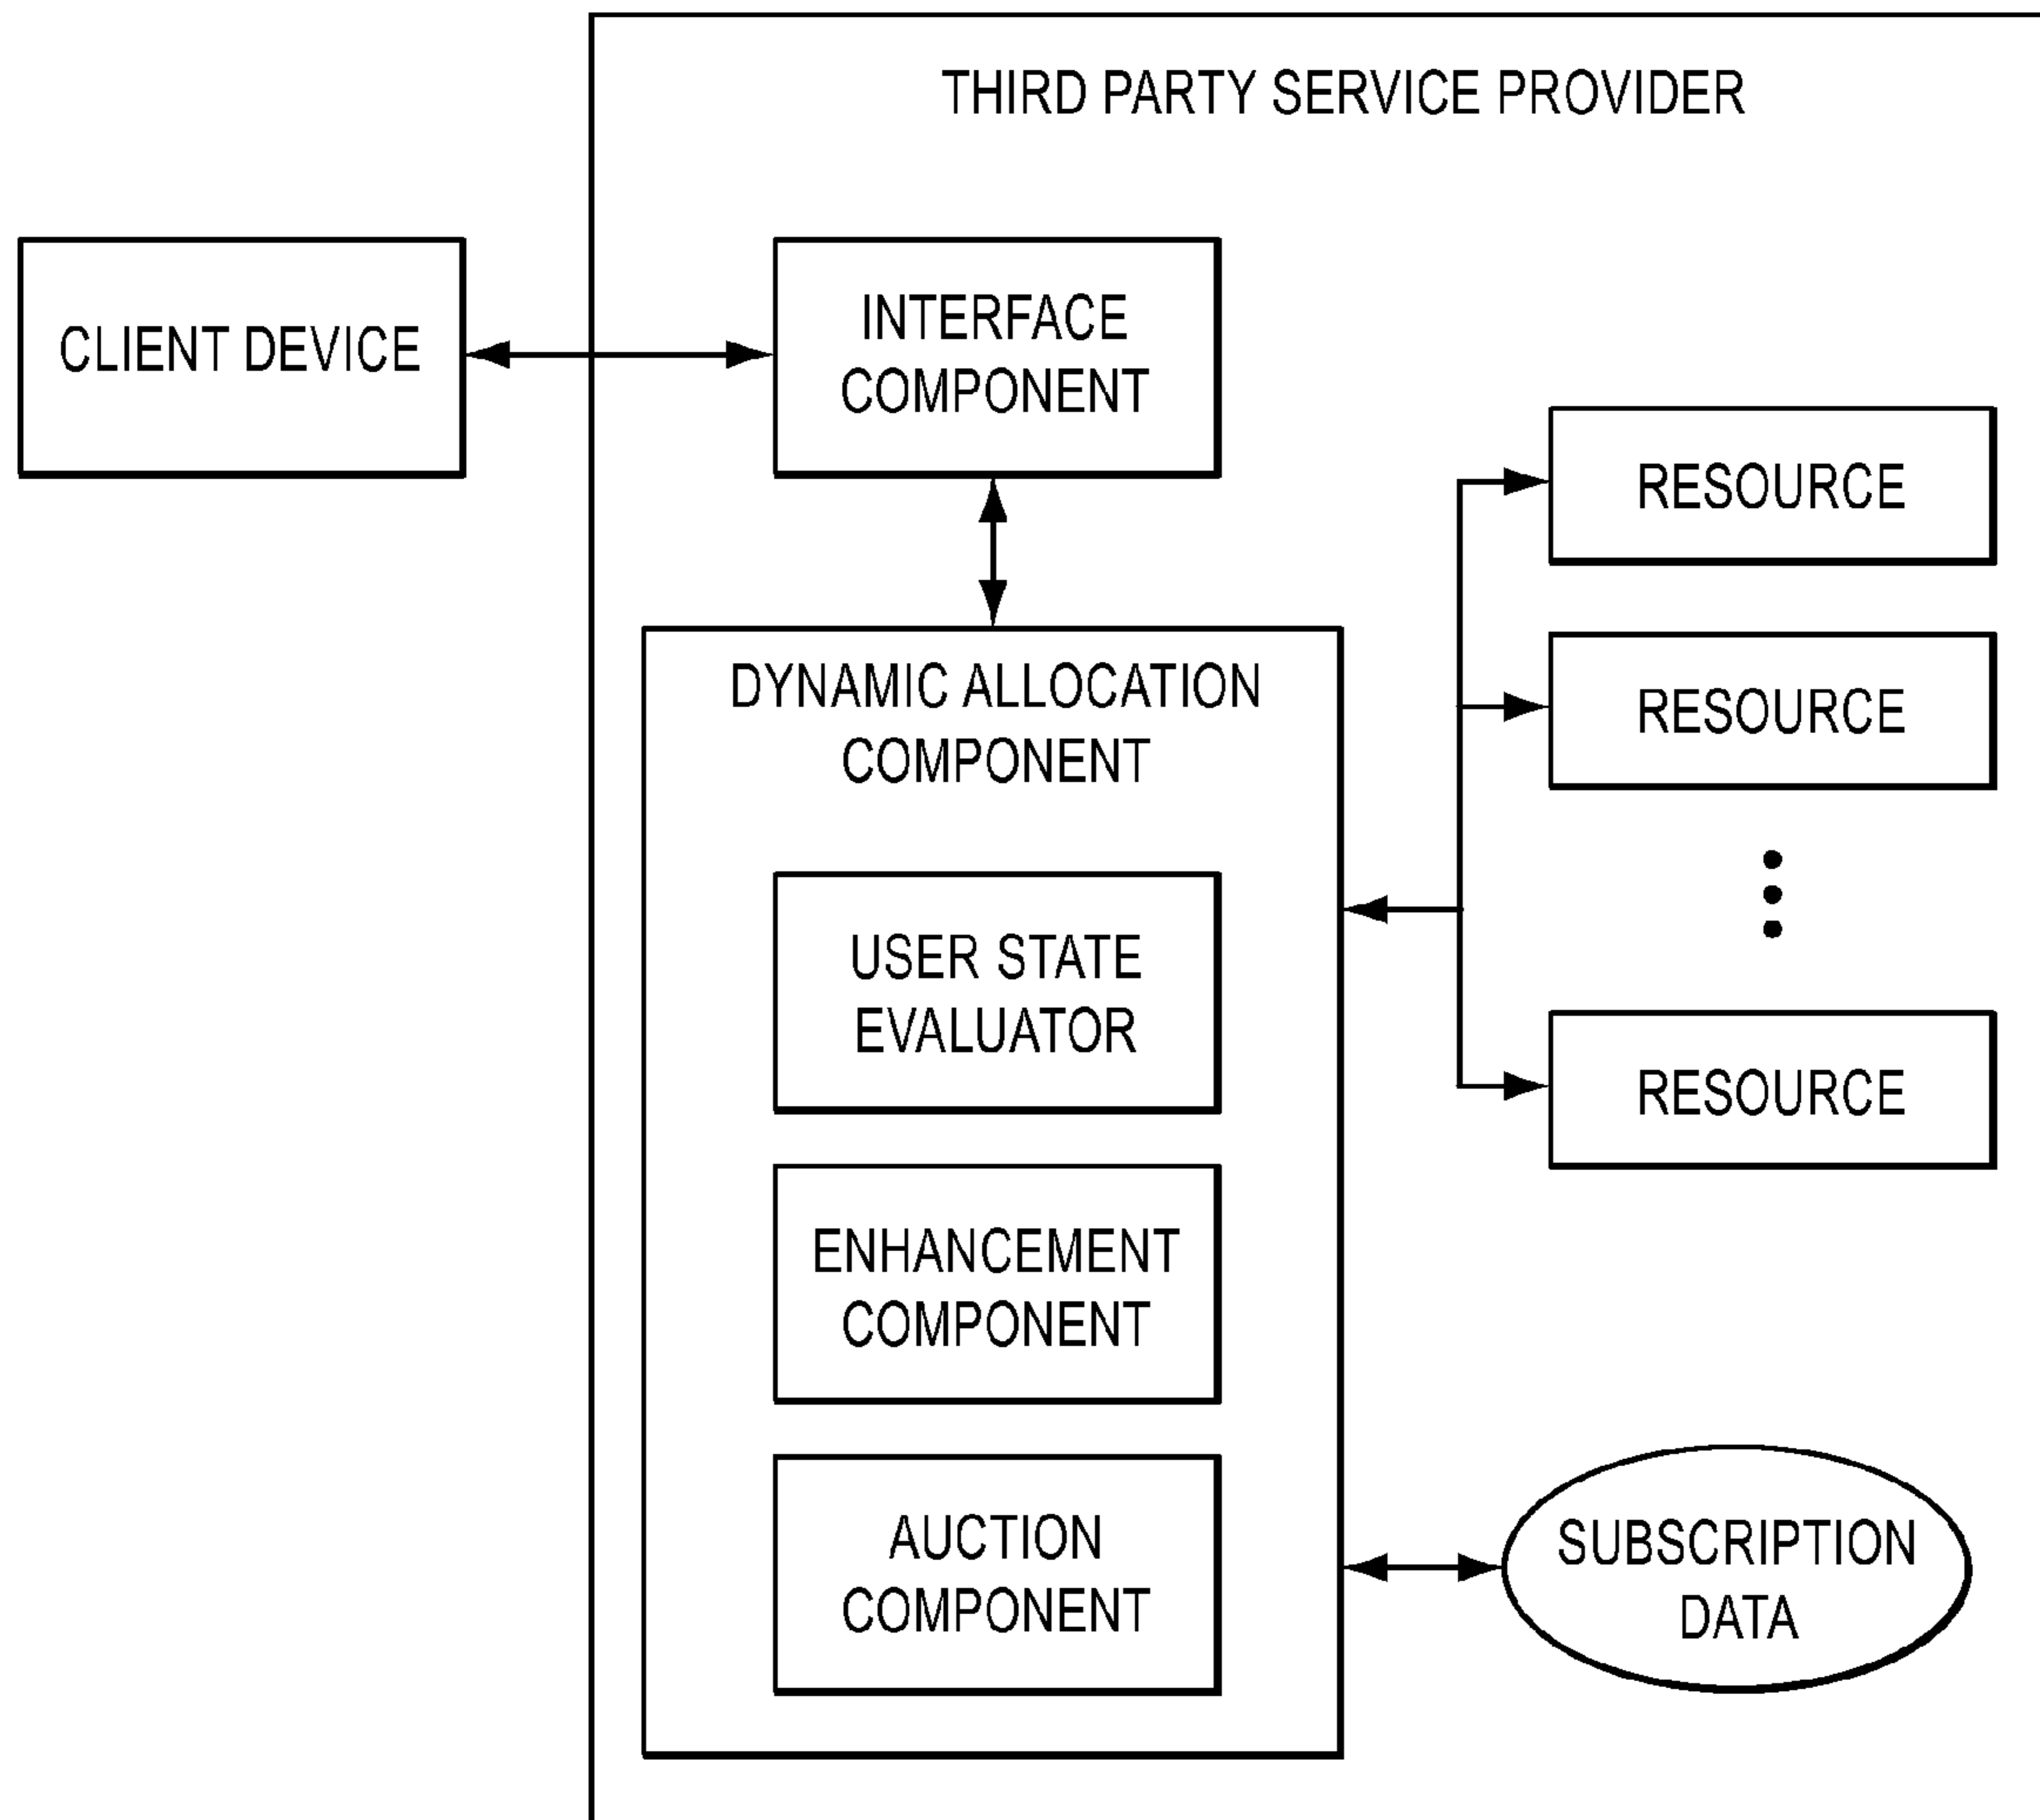 THIRD PARTY SERVICE PROVIDER
CLIENT DEVICE
INTERFACE
COMPONENT
RESOURCE
DYNAMIC ALLOCATION
COMPONENT
RESOURCE
USER STATE
EVALUATOR
RESOURCE
ENHANCEMENT
COMPONENT
AUCTION
COMPONENT
SUBSCRIPTION
DATA